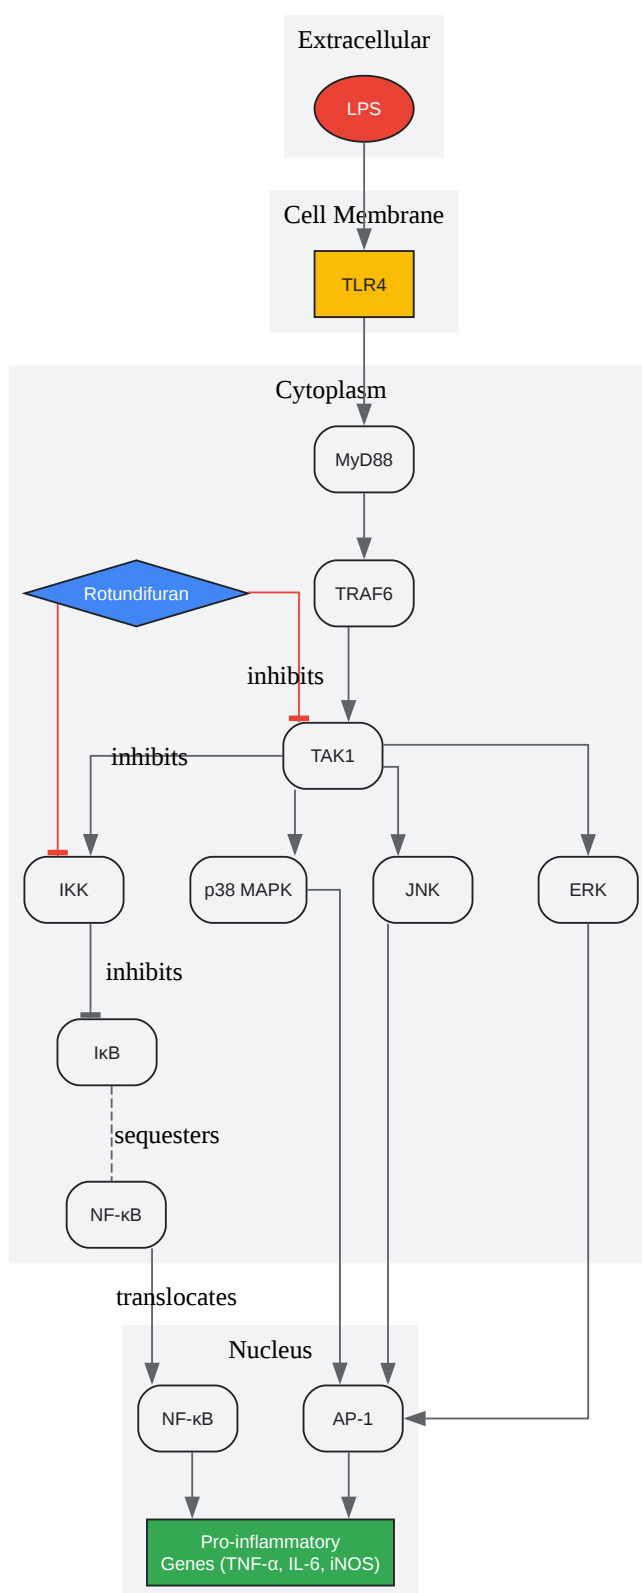 Extracellular
LPS
Cell Membrane
TLR4
Cytoplasm
MyD88
Rotundifuran
TRAF6
inhibits
inhibits
TAK1
IKK
p38 MAPK
JNK
ERK
inhibits
IκB
sequesters
NF-κB
translocates
Nucleus
NF-κB
AP-1
Pro-inflammatory
Genes (TNF-α, IL-6, iNOS)